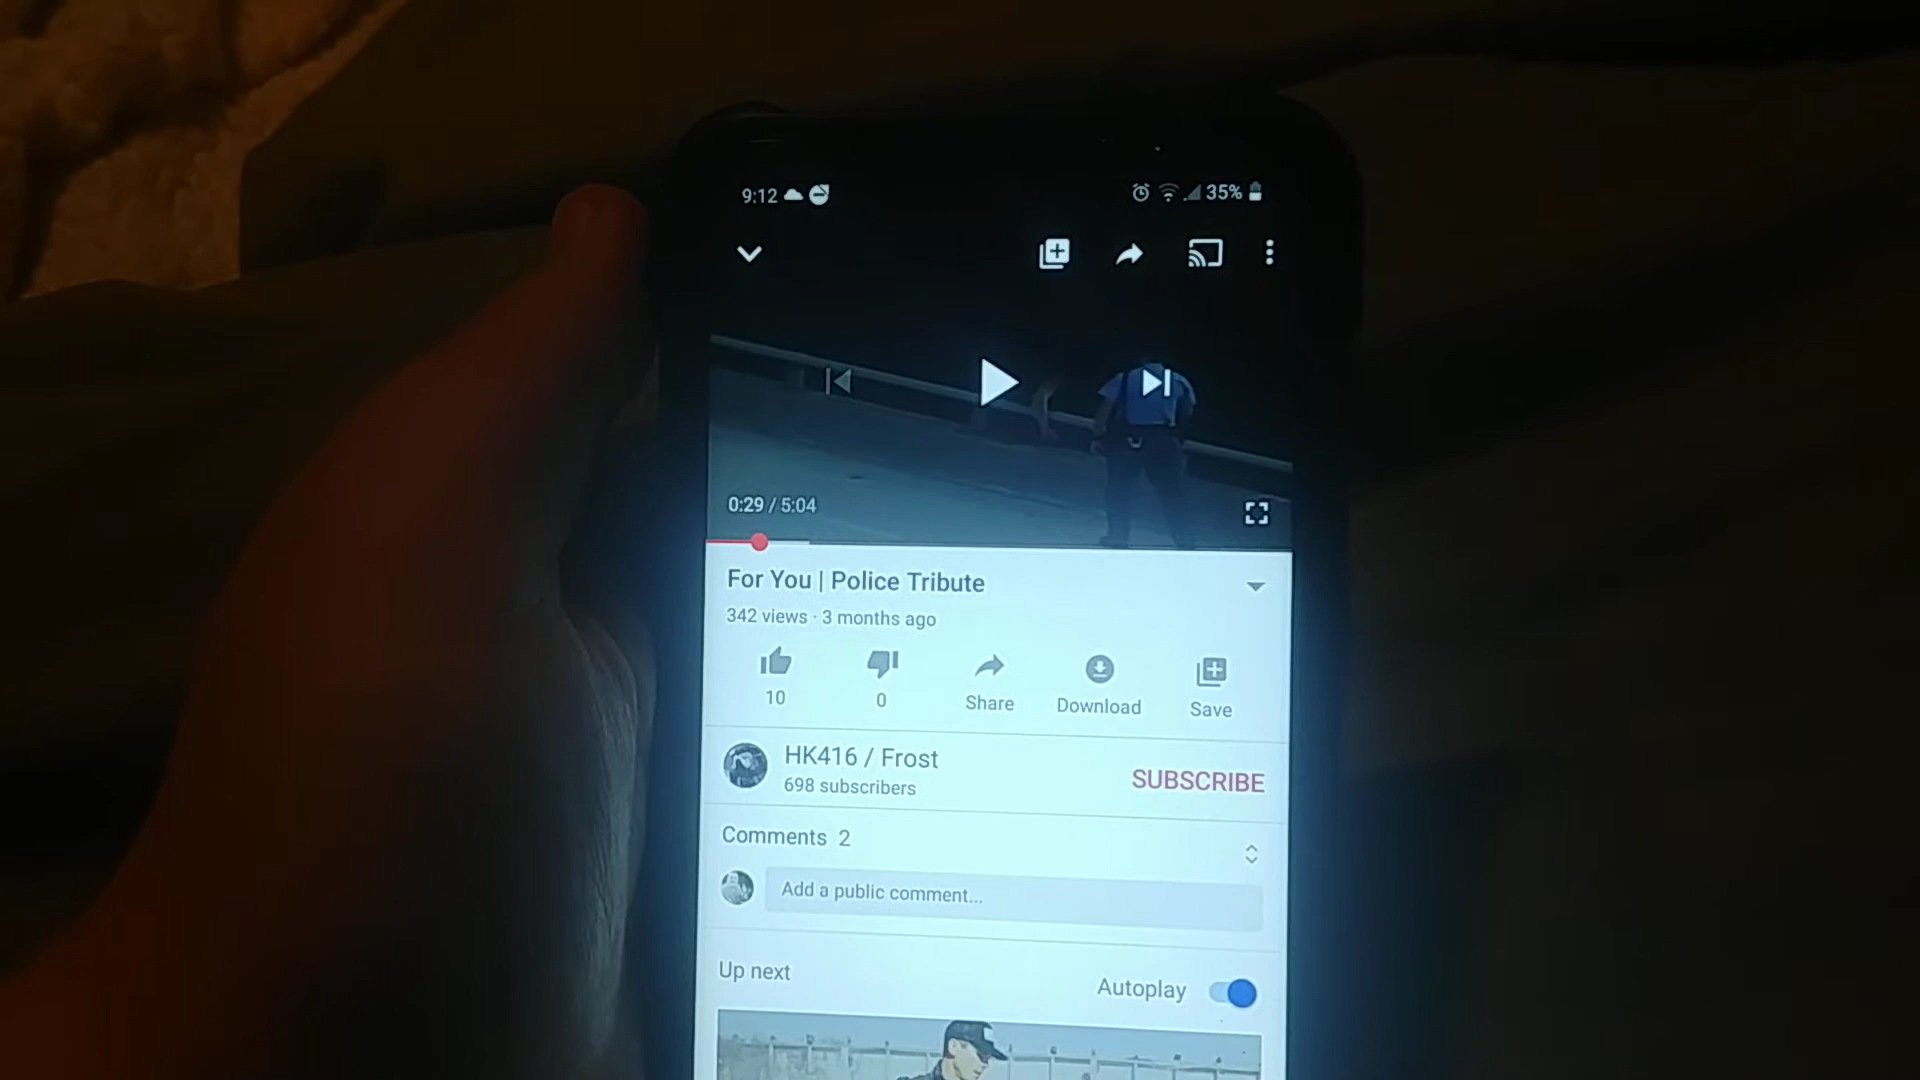 9:12 35%
0:29 / 5:04
For You | Police Tribute
342 views · 3 months ago
10 0 Share Download Save
HK416 / Frost
698 subscribers
SUBSCRIBE
Comments 2
Add a public comment...
Up next Autoplay